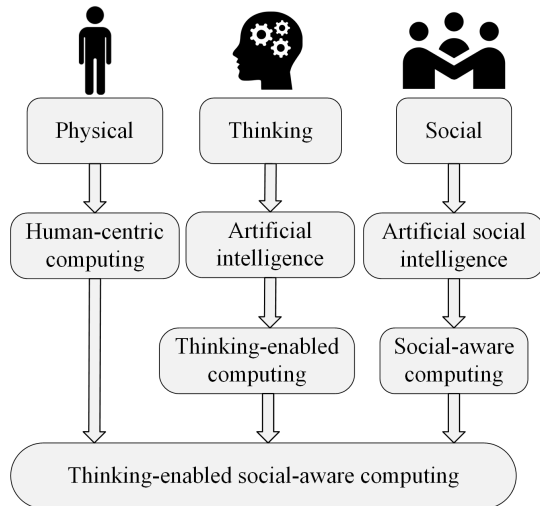 Physical
Thinking
Social
Human-centric
computing
Artificial
intelligence
Artificial social
intelligence
Thinking-enabled
computing
Social-aware
computing
Thinking-enabled social-aware computing